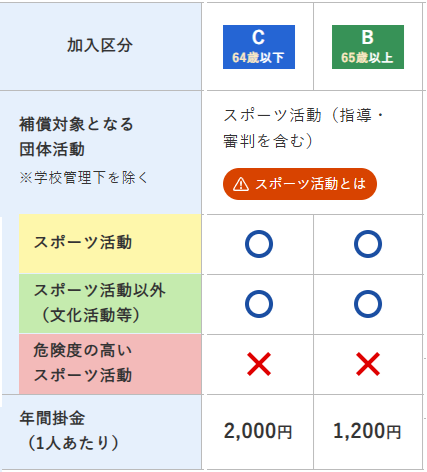 加入区分
C
64歳以下
B
65歳以上
補償対象となる
団体活動
※学校管理下を除く
スポーツ活動（指導・
審判を含む）
スポーツ活動とは
スポーツ活動
〇 〇
スポーツ活動以外
（文化活動等）
〇 〇
危険度の高い
スポーツ活動
✕ ✕
年間掛金
（1人あたり）
2,000円
1,200円